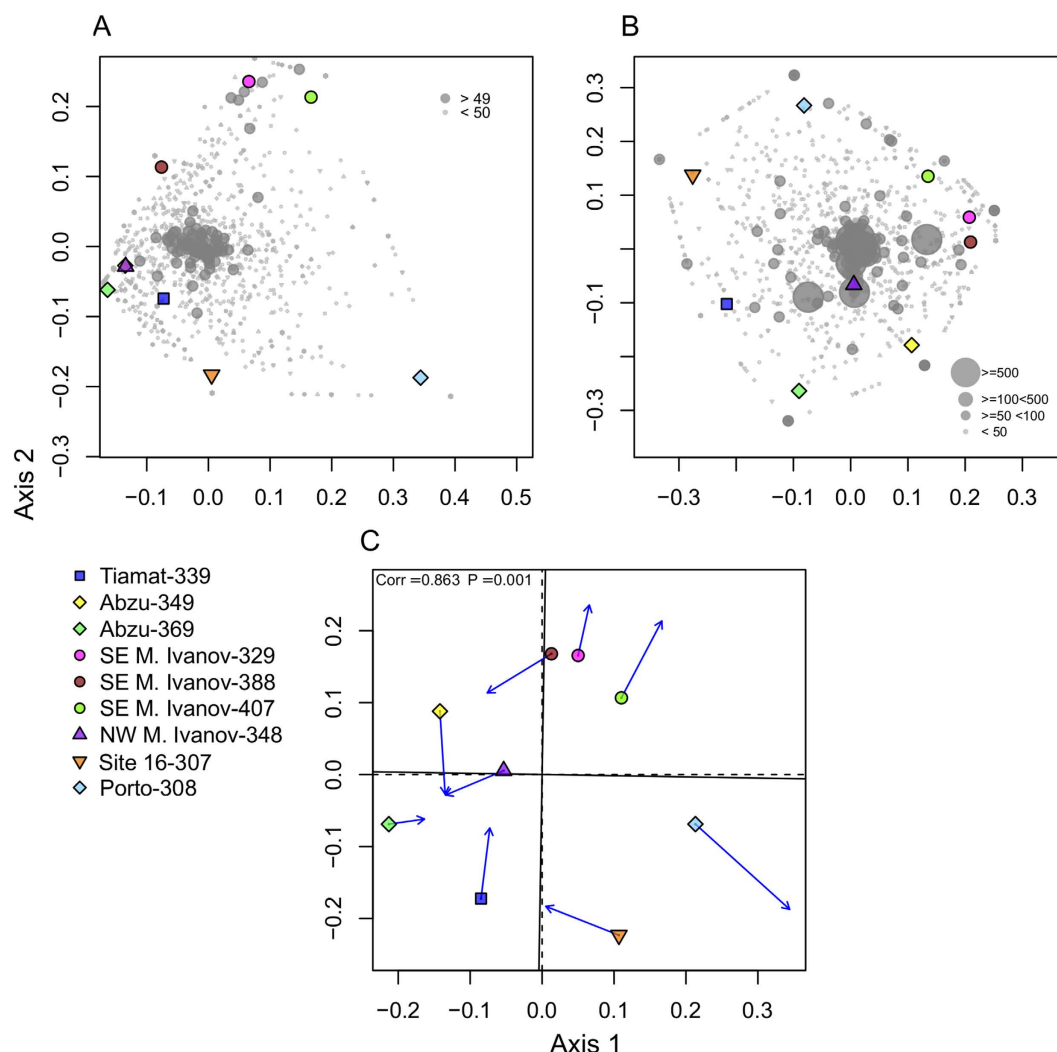 A
B
0.2
0.1
0.0
−0.1
−0.2
−0.3
> 49
< 50
−0.1
0.0
0.1
0.2
0.3
0.4
0.5
0.3
0.2
0.1
−0.1
−0.3
>=500
>=100<500
>=50 <100
< 50
−0.3
−0.1
0.0
0.1
0.2
0.3
Axis 2
C
Corr =0.863 P =0.001
0.2
0.1
0.0
−0.1
−0.2
−0.2
−0.1
0.0
0.1
0.2
0.3
Axis 1
Tiamat-339
Abzu-349
Abzu-369
SE M. Ivanov-329
SE M. Ivanov-388
SE M. Ivanov-407
NW M. Ivanov-348
Site 16-307
Porto-308